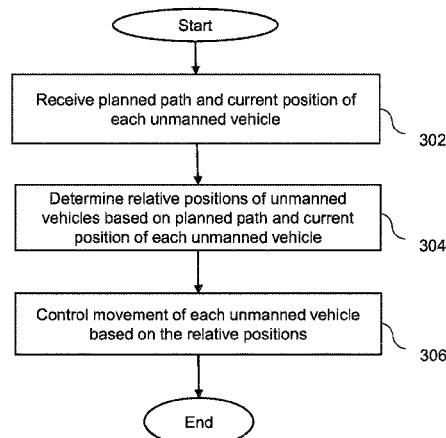 Start
Receive planned path and current position of
each unmanned vehicle
302
Determine relative positions of unmanned
vehicles based on planned path and current
position of each unmanned vehicle
304
Control movement of each unmanned vehicle
based on the relative positions
306
End